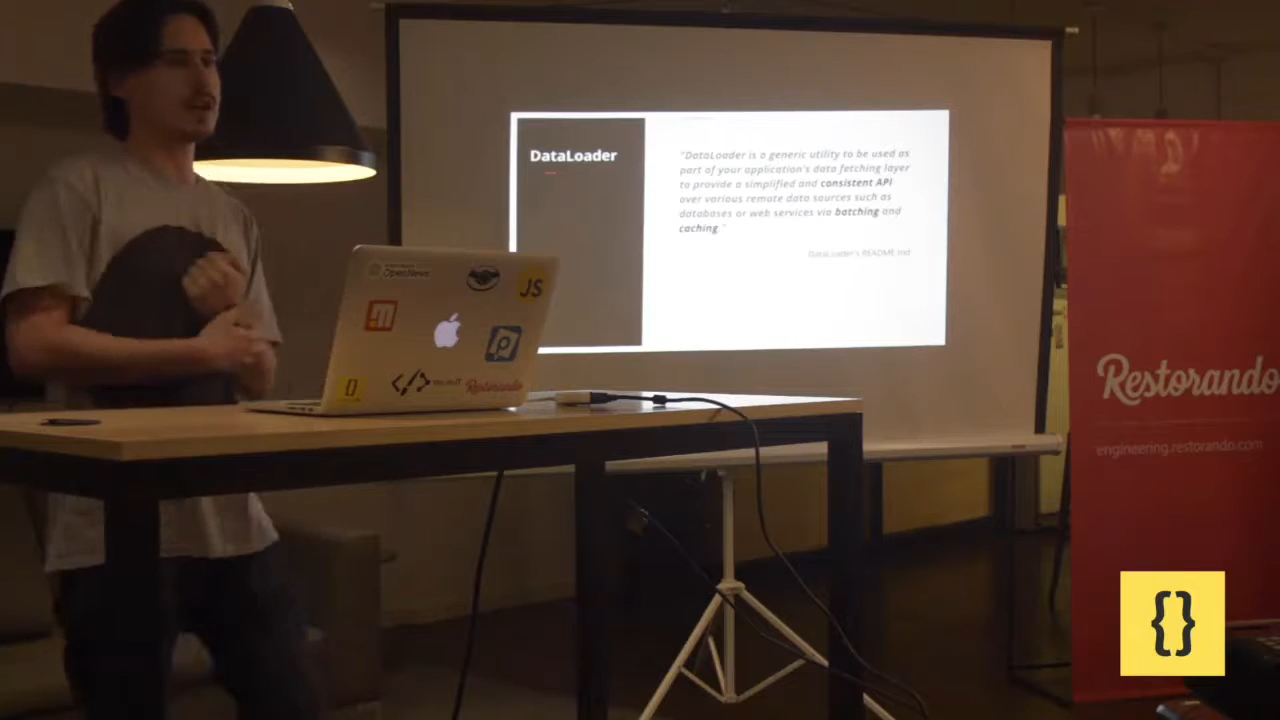 DataLoader
"DataLoader is a generic utility to be used as
part of your application's data fetching layer
to provide a simplified and consistent API
over various remote data sources such as
databases or web services via batching and
caching."
DataLoader's README.md
OpenNews
JS
m
p
{}
</>
Restorando
Restorando
engineering.restorando.com
{}